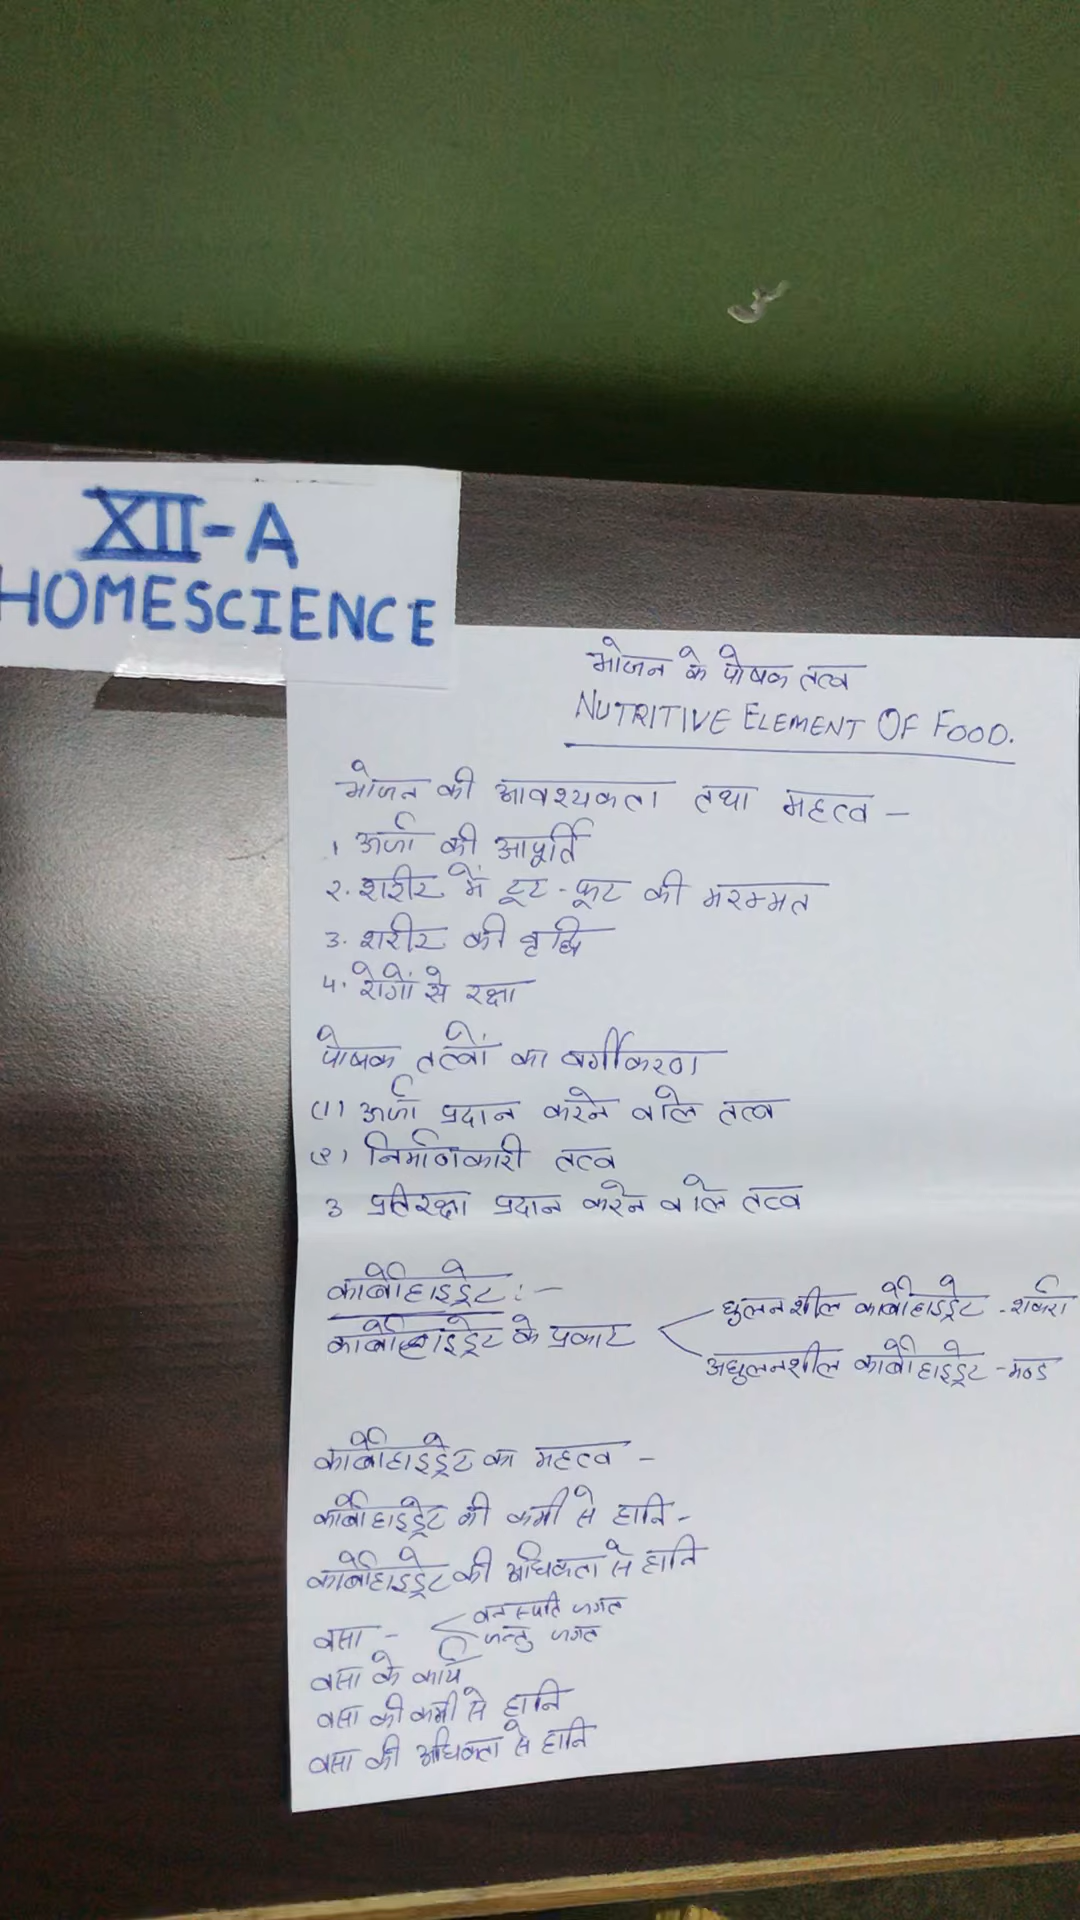 XII-A
HOMESCIENCE
भोजन के पोषक तत्व
NUTRITIVE ELEMENT OF FOOD.
भोजन की आवश्यकता तथा महत्व -
1 ऊर्जा की आपूर्ति
२. शरीर में टूट-फूट की मरम्मत
3. शरीर की वृद्धि
4. रोगों से रक्षा
पोषक तत्वों का वर्गीकरण
(1) ऊर्जा प्रदान करने वाले तत्व
(२) निर्माणकारी तत्व
3 प्रतिरक्षा प्रदान करने वाले तत्व
कार्बोहाइड्रेट :-
कार्बोहाइड्रेट के प्रकार
घुलनशील कार्बोहाइड्रेट - शर्करा
अघुलनशील कार्बोहाइड्रेट - मण्ड
कार्बोहाइड्रेट का महत्व -
कार्बोहाइड्रेट की कमी से हानि -
कार्बोहाइड्रेट की अधिकता से हानि
वसा -
वनस्पति जगत
जन्तु जगत
वसा के कार्य
वसा की कमी से हानि
वसा की अधिकता से हानि